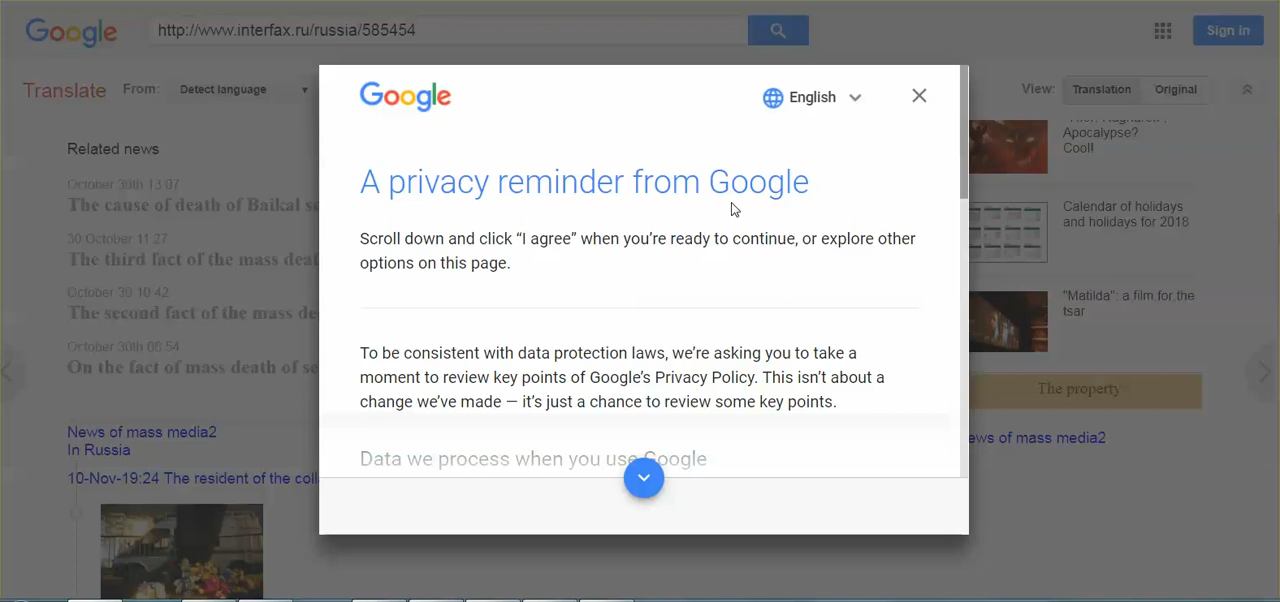 Google
http://www.interfax.ru/russia/585454
Sign in
Translate
From:
Detect language
View:
Translation
Original
Related news
October 30th 13:07
The cause of death of Baikal
30 October 11:27
The third fact of the mass
October 30 10:42
The second fact of the mass
October 30th 08:54
On the fact of mass death of
News of mass media2
In Russia
10-Nov-19:24 The resident of the
Google
English
A privacy reminder from Google
Scroll down and click “I agree” when you’re ready to continue, or explore other
options on this page.
To be consistent with data protection laws, we’re asking you to take a
moment to review key points of Google’s Privacy Policy. This isn’t about a
change we’ve made — it’s just a chance to review some key points.
Data we process when you use Google
Apocalypse?
Cool!
Calendar of holidays
and holidays for 2018
"Matilda": a film for the
tsar
The property
ews of mass media2